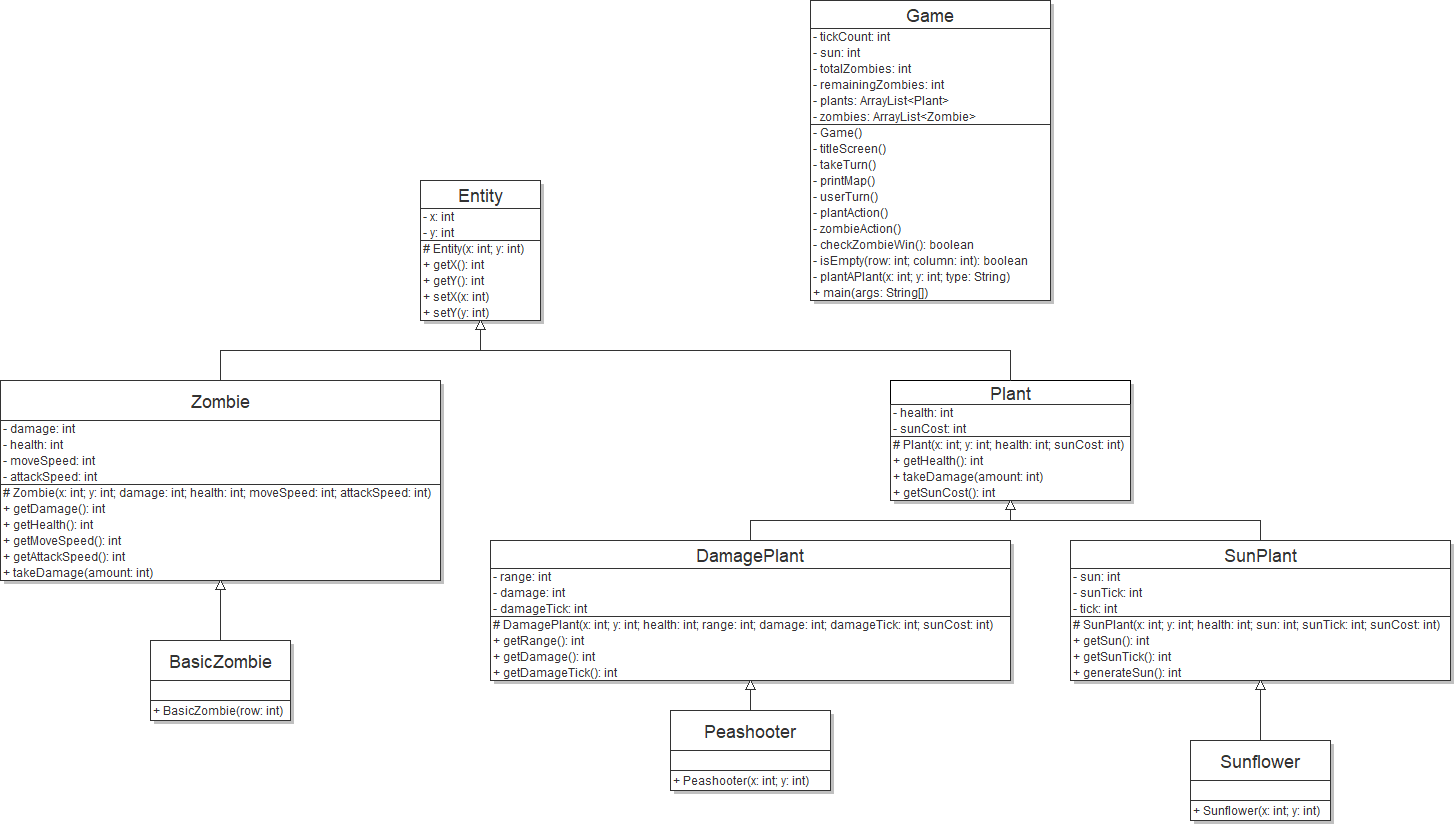 Game
- tickCount: int
- sun: int
- totalZombies: int
- remainingZombies: int
- plants: ArrayList<Plant>
- zombies: ArrayList<Zombie>
- Game()
- titleScreen()
- takeTurn()
- printMap()
- userTurn()
- plantAction()
- zombieAction()
- checkZombieWin(): boolean
- isEmpty(row: int; column: int): boolean
- plantAPlant(x: int; y: int; type: String)
+ main(args: String[])
Entity
- x: int
- y: int
# Entity(x: int; y: int)
+ getX(): int
+ getY(): int
+ setX(x: int)
+ setY(y: int)
Zombie
- damage: int
- health: int
- moveSpeed: int
- attackSpeed: int
# Zombie(x: int; y: int; damage: int; health: int; moveSpeed: int; attackSpeed: int)
+ getDamage(): int
+ getHealth(): int
+ getMoveSpeed(): int
+ getAttackSpeed(): int
+ takeDamage(amount: int)
Plant
- health: int
- sunCost: int
# Plant(x: int; y: int; health: int; sunCost: int)
+ getHealth(): int
+ takeDamage(amount: int)
+ getSunCost(): int
DamagePlant
- range: int
- damage: int
- damageTick: int
# DamagePlant(x: int; y: int; health: int; range: int; damage: int; damageTick: int; sunCost: int)
+ getRange(): int
+ getDamage(): int
+ getDamageTick(): int
SunPlant
- sun: int
- sunTick: int
- tick: int
# SunPlant(x: int; y: int; health: int; sun: int; sunTick: int; sunCost: int)
+ getSun(): int
+ getSunTick(): int
+ generateSun(): int
BasicZombie
+ BasicZombie(row: int)
Peashooter
+ Peashooter(x: int; y: int)
Sunflower
+ Sunflower(x: int; y: int)